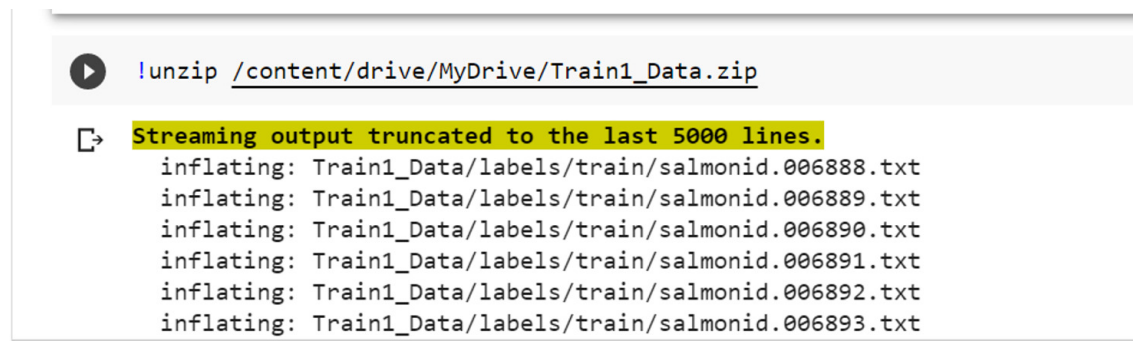 !unzip /content/drive/MyDrive/Train1_Data.zip
Streaming output truncated to the last 5000 lines.
inflating: Train1_Data/labels/train/salmonid.006888.txt
inflating: Train1_Data/labels/train/salmonid.006889.txt
inflating: Train1_Data/labels/train/salmonid.006890.txt
inflating: Train1_Data/labels/train/salmonid.006891.txt
inflating: Train1_Data/labels/train/salmonid.006892.txt
inflating: Train1_Data/labels/train/salmonid.006893.txt